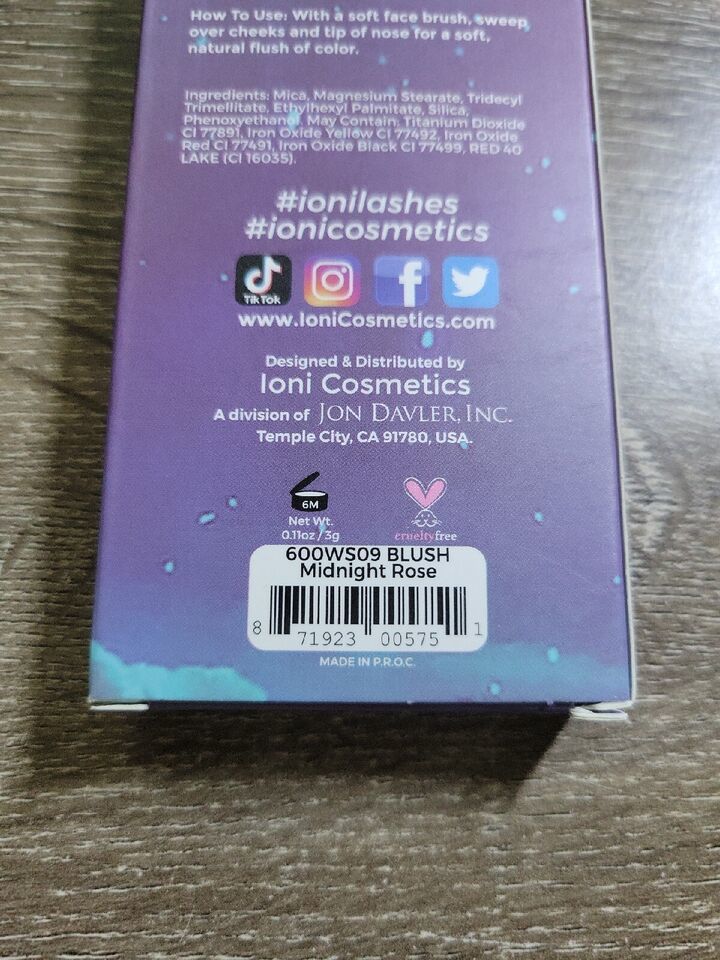 How To Use: With a soft face brush, sweep
over cheeks and tip of nose for a soft,
natural flush of color.
Ingredients: Mica, Magnesium Stearate, Tridecyl
Trimellitate, Ethylhexyl Palmitate, Silica,
Phenoxyethanol. May Contain. Titanium Dioxide
CI 77891, Iron Oxide Yellow CI 77492, Iron Oxide
Red CI 77491, Iron Oxide Black CI 77499, RED 40
LAKE (CI 16035).
#ionilashes
#ionicosmetics
TikTok
www.IoniCosmetics.com
Designed & Distributed by
Ioni Cosmetics
A division of JON DAVLER, INC.
Temple City, CA 91780, USA.
6M
Net Wt.
0.11oz / 3g
crueltyfree
600WS09 BLUSH
Midnight Rose
8 71923 00575 1
MADE IN P.R.O.C.